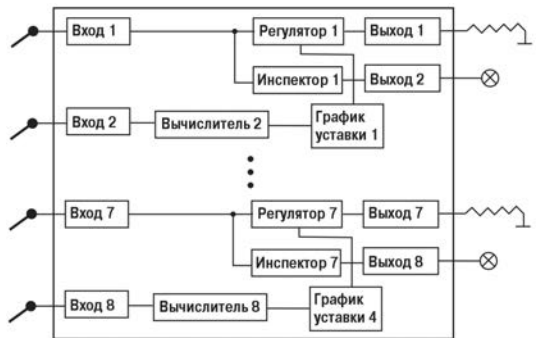 Вход 1
Регулятор 1
Выход 1
Инспектор 1
Выход 2
Вход 2
Вычислитель 2
График
уставки 1
Вход 7
Регулятор 7
Выход 7
Инспектор 7
Выход 8
Вход 8
Вычислитель 8
График
уставки 4